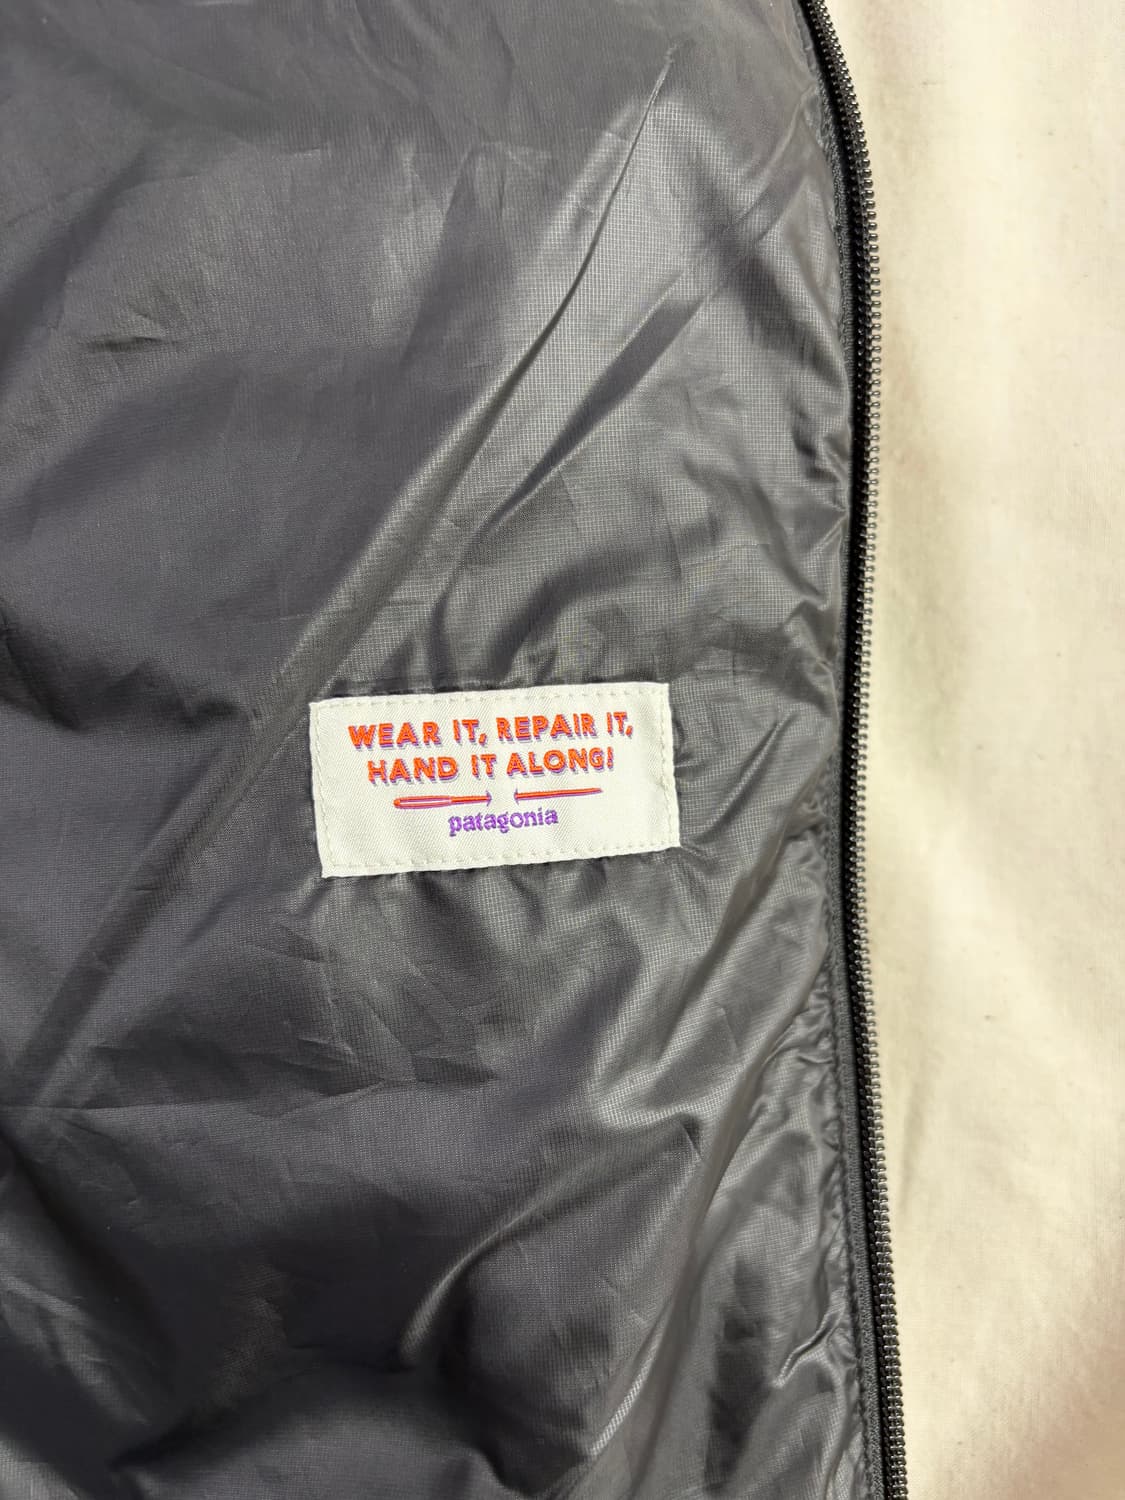 WEAR IT, REPAIR IT,
HAND IT ALONG!
patagonia